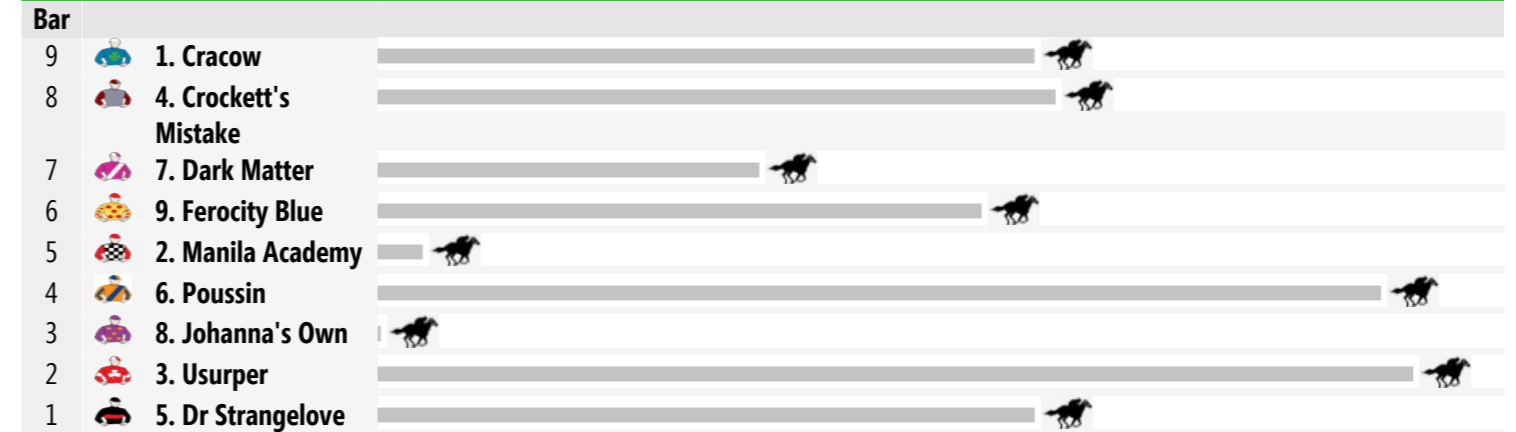 Bar
9 1. Cracow
8 4. Crockett's
Mistake
7 7. Dark Matter
6 9. Ferocity Blue
5 2. Manila Academy
4 6. Poussin
3 8. Johanna's Own
2 3. Usurper
1 5. Dr Strangelove